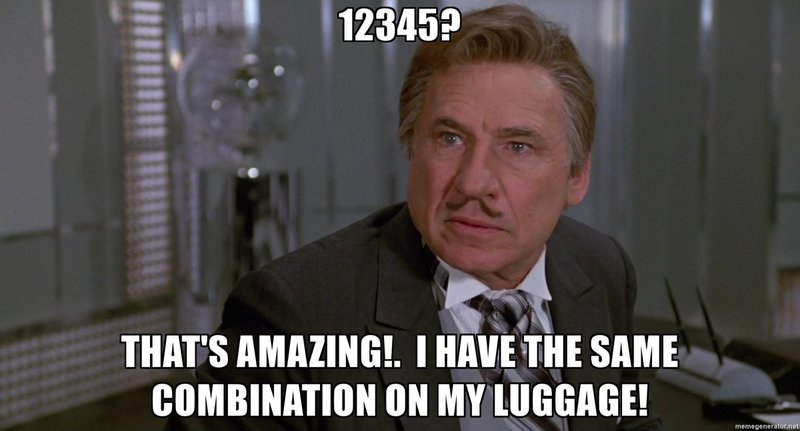 12345?
THAT'S AMAZING!. I HAVE THE SAME
COMBINATION ON MY LUGGAGE!
memegenerator.net